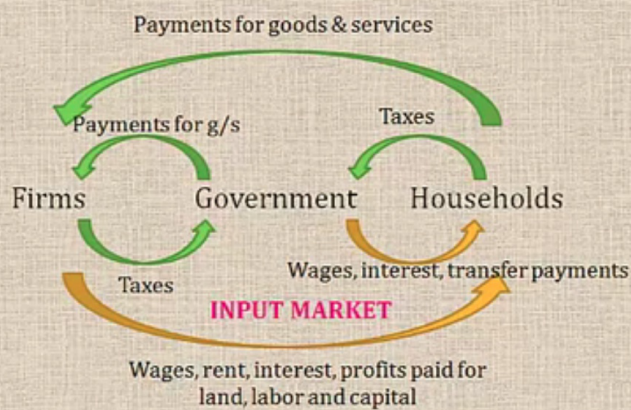 Payments for goods & services
Payments for g/s
Taxes
Firms
Government
Households
Taxes
Wages, interest, transfer payments
INPUT MARKET
Wages, rent, interest, profits paid for
land, labor and capital